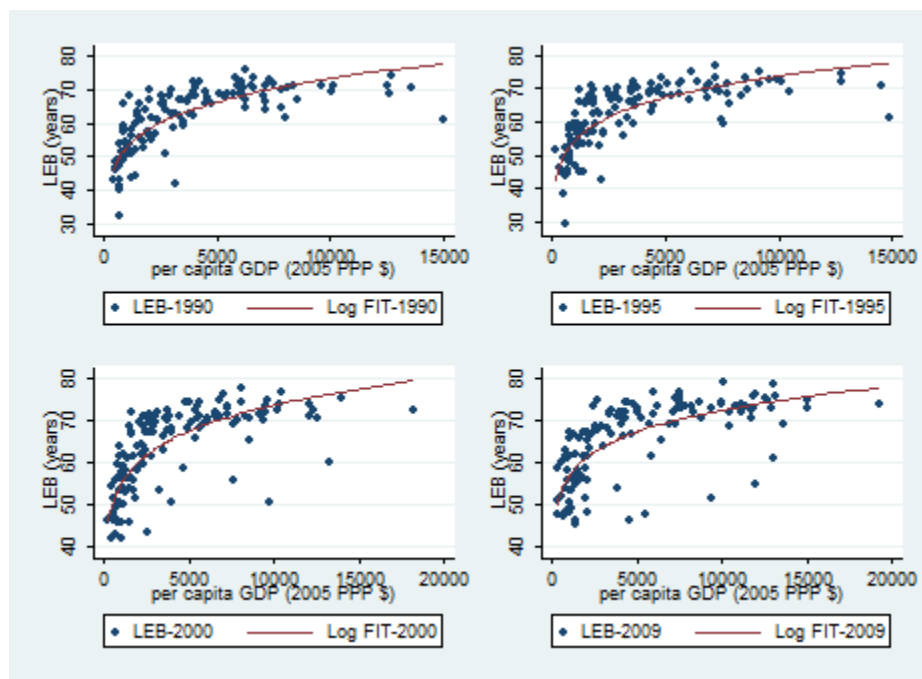 80
70
60
50
40
30
LEB (years)
0 5000 10000 15000
per capita GDP (2005 PPP $)
LEB-1990 Log FIT-1990
80
70
60
50
40
30
LEB (years)
0 5000 10000 15000
per capita GDP (2005 PPP $)
LEB-1995 Log FIT-1995
80
70
60
50
40
LEB (years)
0 5000 10000 15000 20000
per capita GDP (2005 PPP $)
LEB-2000 Log FIT-2000
80
70
60
50
40
LEB (years)
0 5000 10000 15000 20000
per capita GDP (2005 PPP $)
LEB-2009 Log FIT-2009